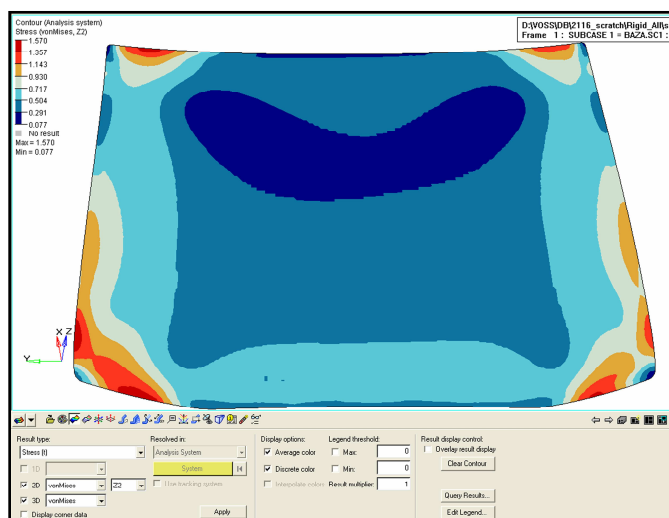 Contour (Analysis system)
Stress (vonMises, Z2)
1.570
1.357
1.143
0.930
0.717
0.504
0.291
0.077
No result
Max = 1.570
Min = 0.077
D:\VOSS\DB\2116_scratch\Rigid_All\s
Frame 1 : SUBCASE 1 = BAZA.SC1 :
X Z
Y
Result type:
Stress (t)
1D
2D vonMises Z2
3D vonMises
Display corner data
Resolved in:
Analysis System
System
Use tracking system
Apply
Display options:
Average color
Discrete color
Interpolate colors
Legend threshold:
Max: 0
Min: 0
Result multiplier: 1
Result display control:
Overlay result display
Clear Contour
Query Results...
Edit Legend...